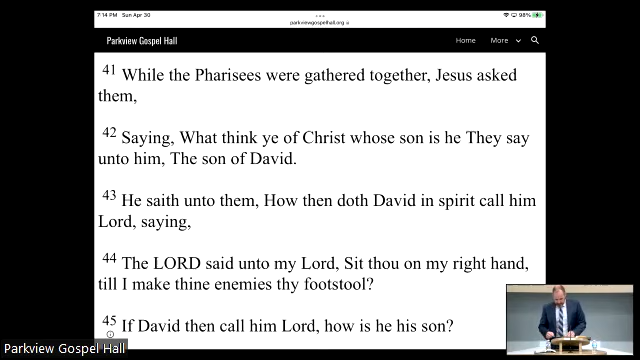 7:14 PM Sun Apr 30
98%
parkviewgospelhall.org
Parkview Gospel Hall
Home More
41 While the Pharisees were gathered together, Jesus asked
them,
42 Saying, What think ye of Christ whose son is he They say
unto him, The son of David.
43 He saith unto them, How then doth David in spirit call him
Lord, saying,
44 The LORD said unto my Lord, Sit thou on my right hand,
till I make thine enemies thy footstool?
45 If David then call him Lord, how is he his son?
Parkview Gospel Hall